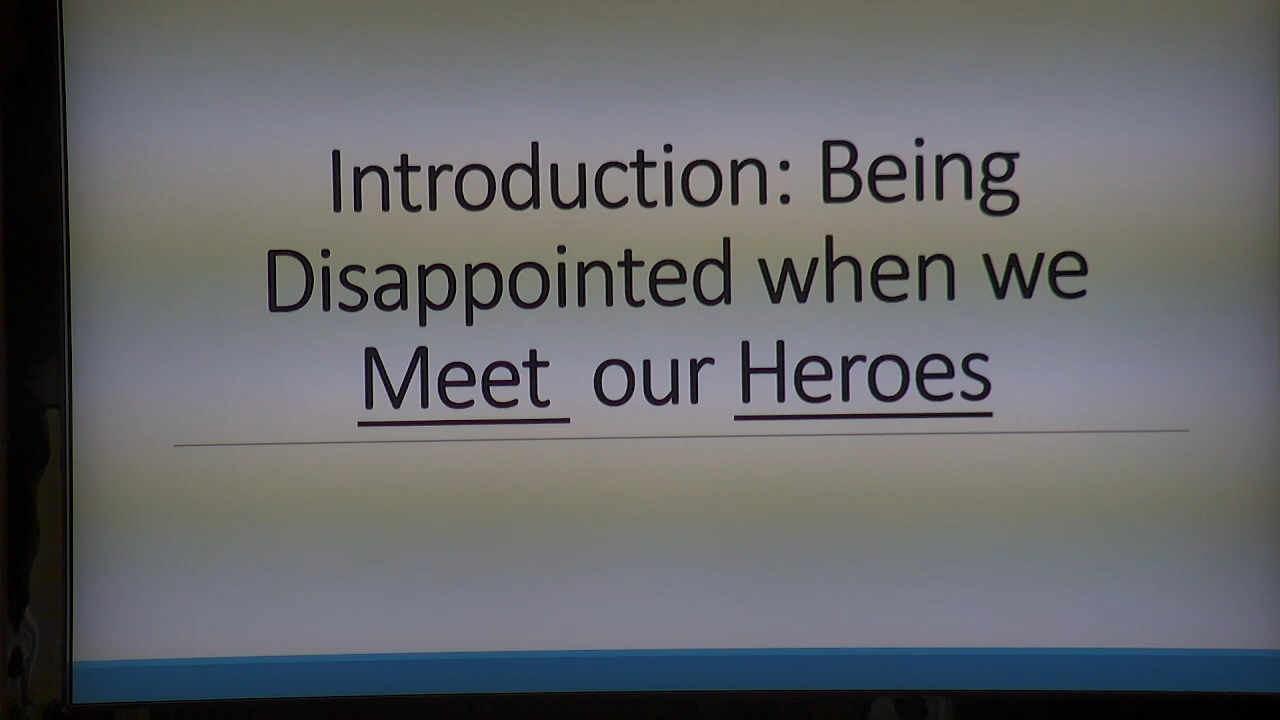 Introduction: Being
Disappointed when we
Meet our Heroes